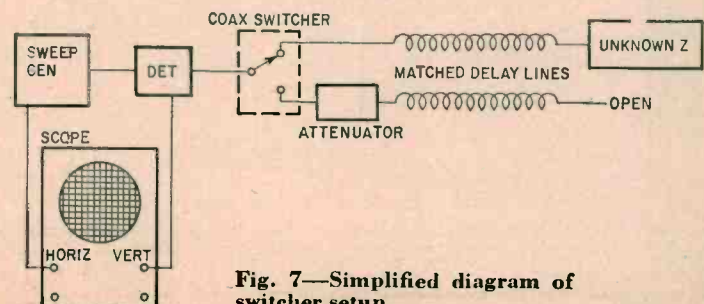 COAX SWITCHER
SWEEP
GEN
DET
UNKNOWN Z
MATCHED DELAY LINES
ATTENUATOR
OPEN
SCOPE
HORIZ VERT
Fig. 7—Simplified diagram of
switcher setup